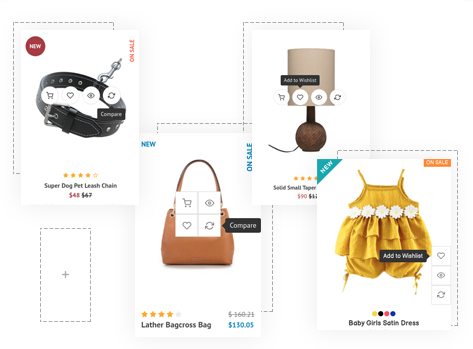 NEW
ON SALE
Compare
Super Dog Pet Leash Chain
$48 $67
Add to Wishlist
Solid Small Taper
$90
NEW
ON SALE
Compare
$ 160.21
Lather Bagcross Bag
$130.05
NEW
ON SALE
Add to Wishlist
Baby Girls Satin Dress